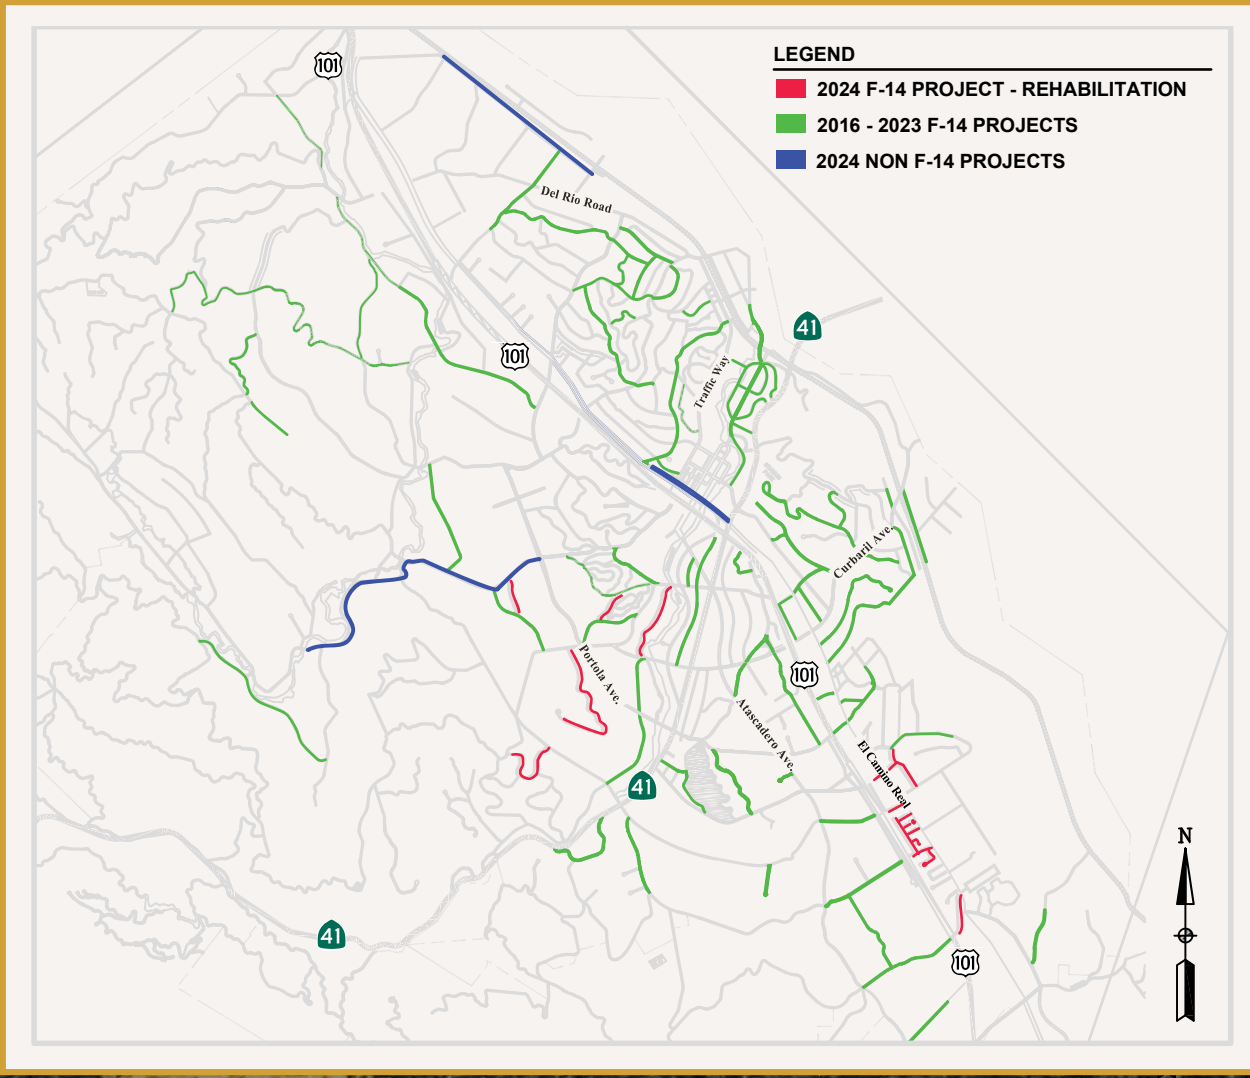 LEGEND
2024 F-14 PROJECT - REHABILITATION
2016 - 2023 F-14 PROJECTS
2024 NON F-14 PROJECTS
101
Del Rio Road
41
101
Traffic Way
Curbaril Ave.
Portola Ave.
101
Atascadero Ave.
El Camino Real
41
N
41
101